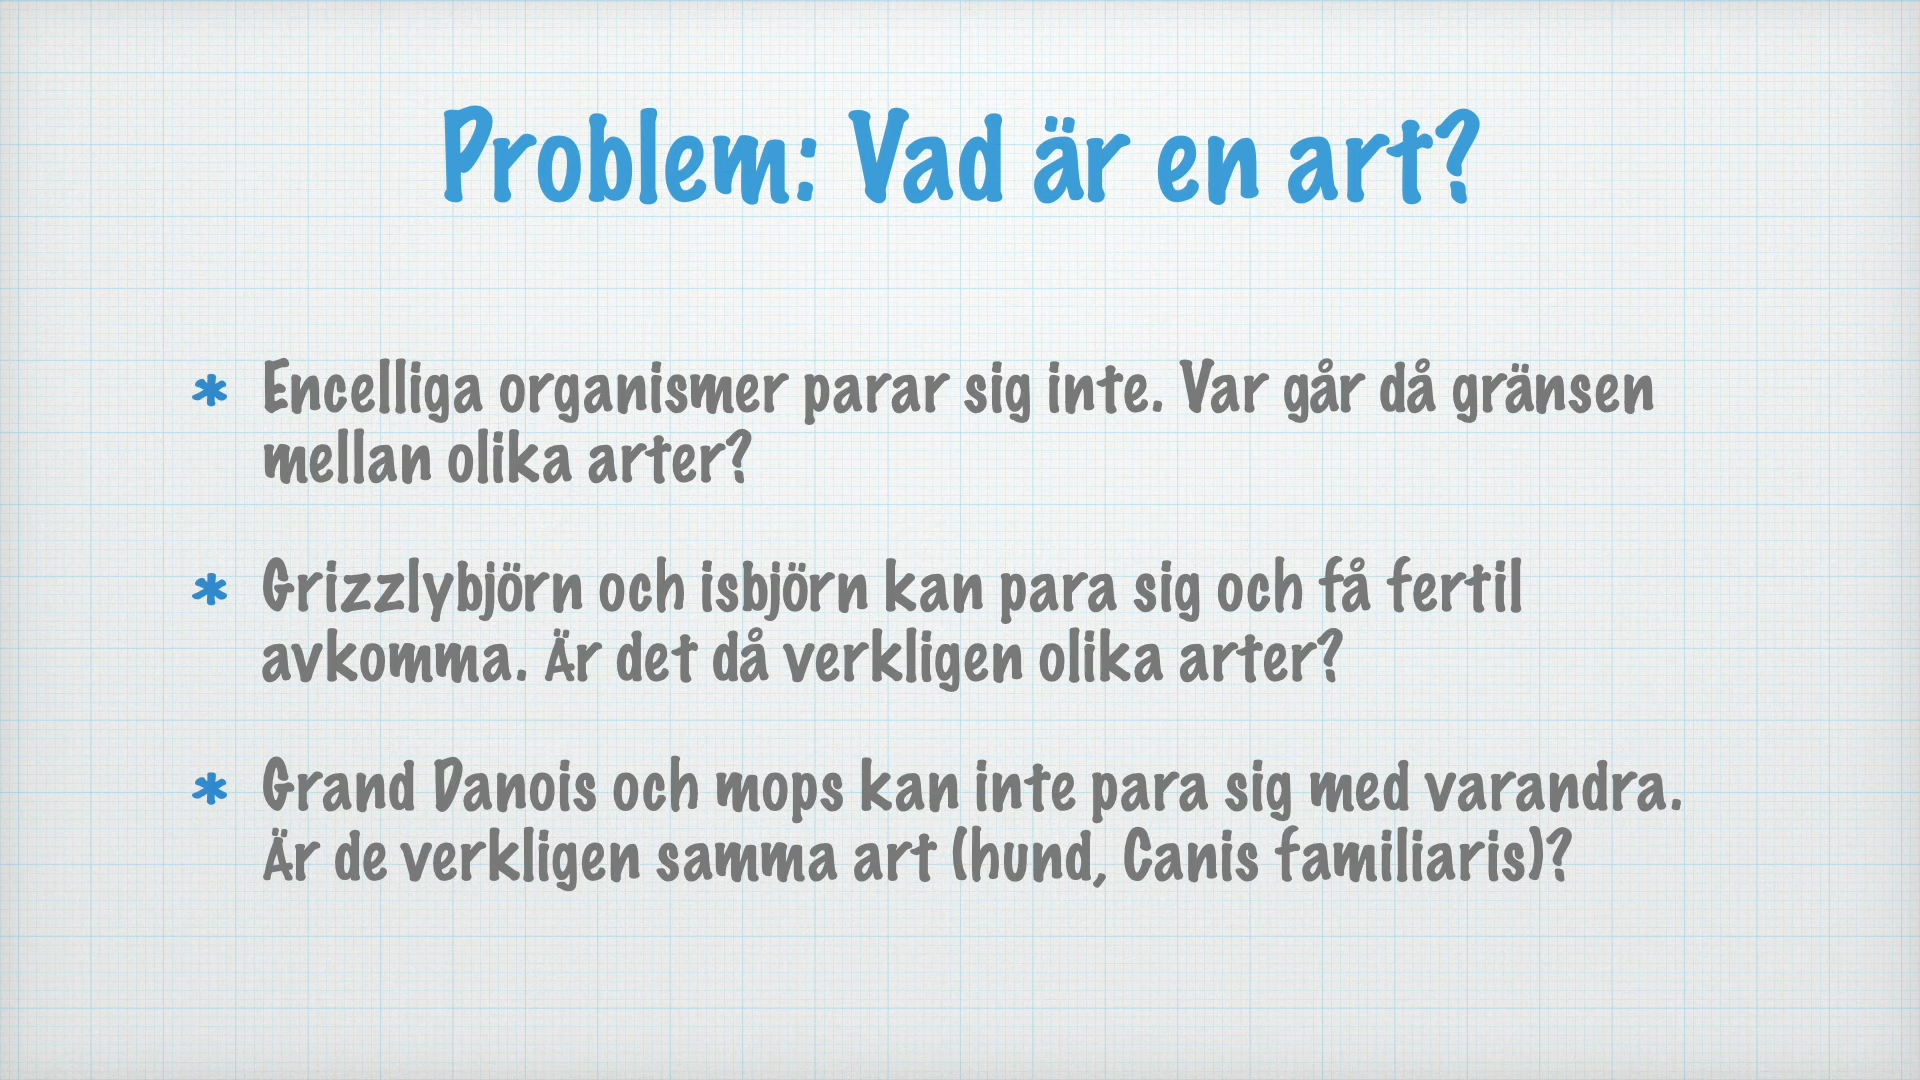 Problem: Vad är en art?
* Encelliga organismer parar sig inte. Var går då gränsen
mellan olika arter?
* Grizzlybjörn och isbjörn kan para sig och få fertil
avkomma. Är det då verkligen olika arter?
* Grand Danois och mops kan inte para sig med varandra.
Är de verkligen samma art (hund, Canis familiaris)?